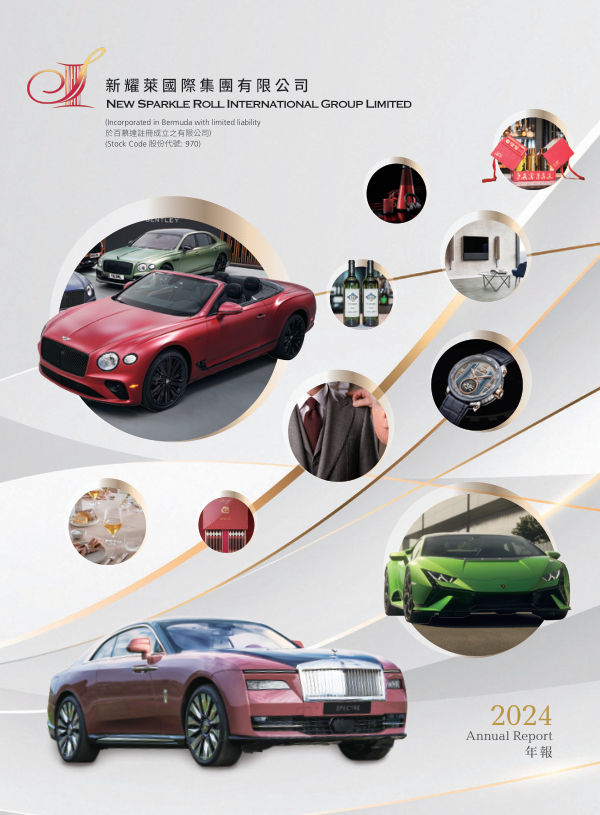 新耀萊國際集團有限公司
NEW SPARKLE ROLL INTERNATIONAL GROUP LIMITED
(Incorporated in Bermuda with limited liability
於百慕達註冊成立之有限公司)
(Stock Code 股份代號: 970)
BENTLEY
SPECTRE
2024
Annual Report
年報